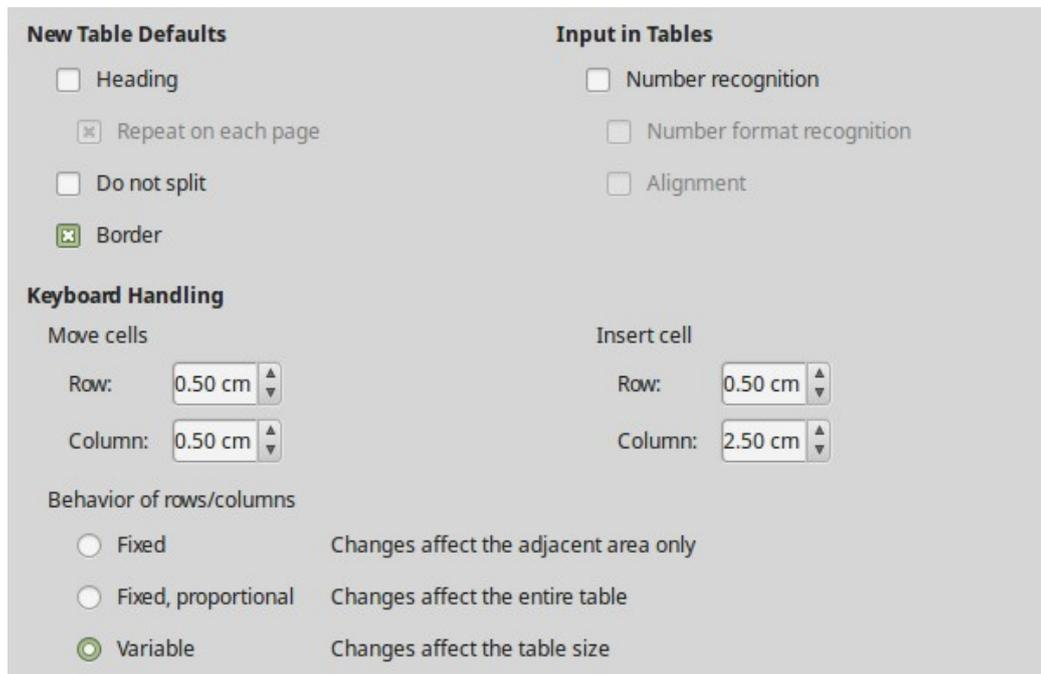 New Table Defaults
Input in Tables
Heading
Number recognition
Repeat on each page
Number format recognition
Do not split
Alignment
Border
Keyboard Handling
Move cells
Insert cell
Row: 0.50 cm
Row: 0.50 cm
Column: 0.50 cm
Column: 2.50 cm
Behavior of rows/columns
Fixed Changes affect the adjacent area only
Fixed, proportional Changes affect the entire table
Variable Changes affect the table size